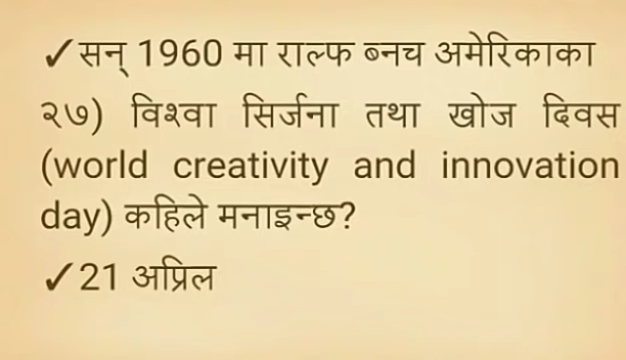 ✓सन् 1960 मा राल्फ ब्नच अमेरिकाका
२७) विश्वा सिर्जना तथा खोज दिवस
(world creativity and innovation
day) कहिले मनाइन्छ?
✓21 अप्रिल